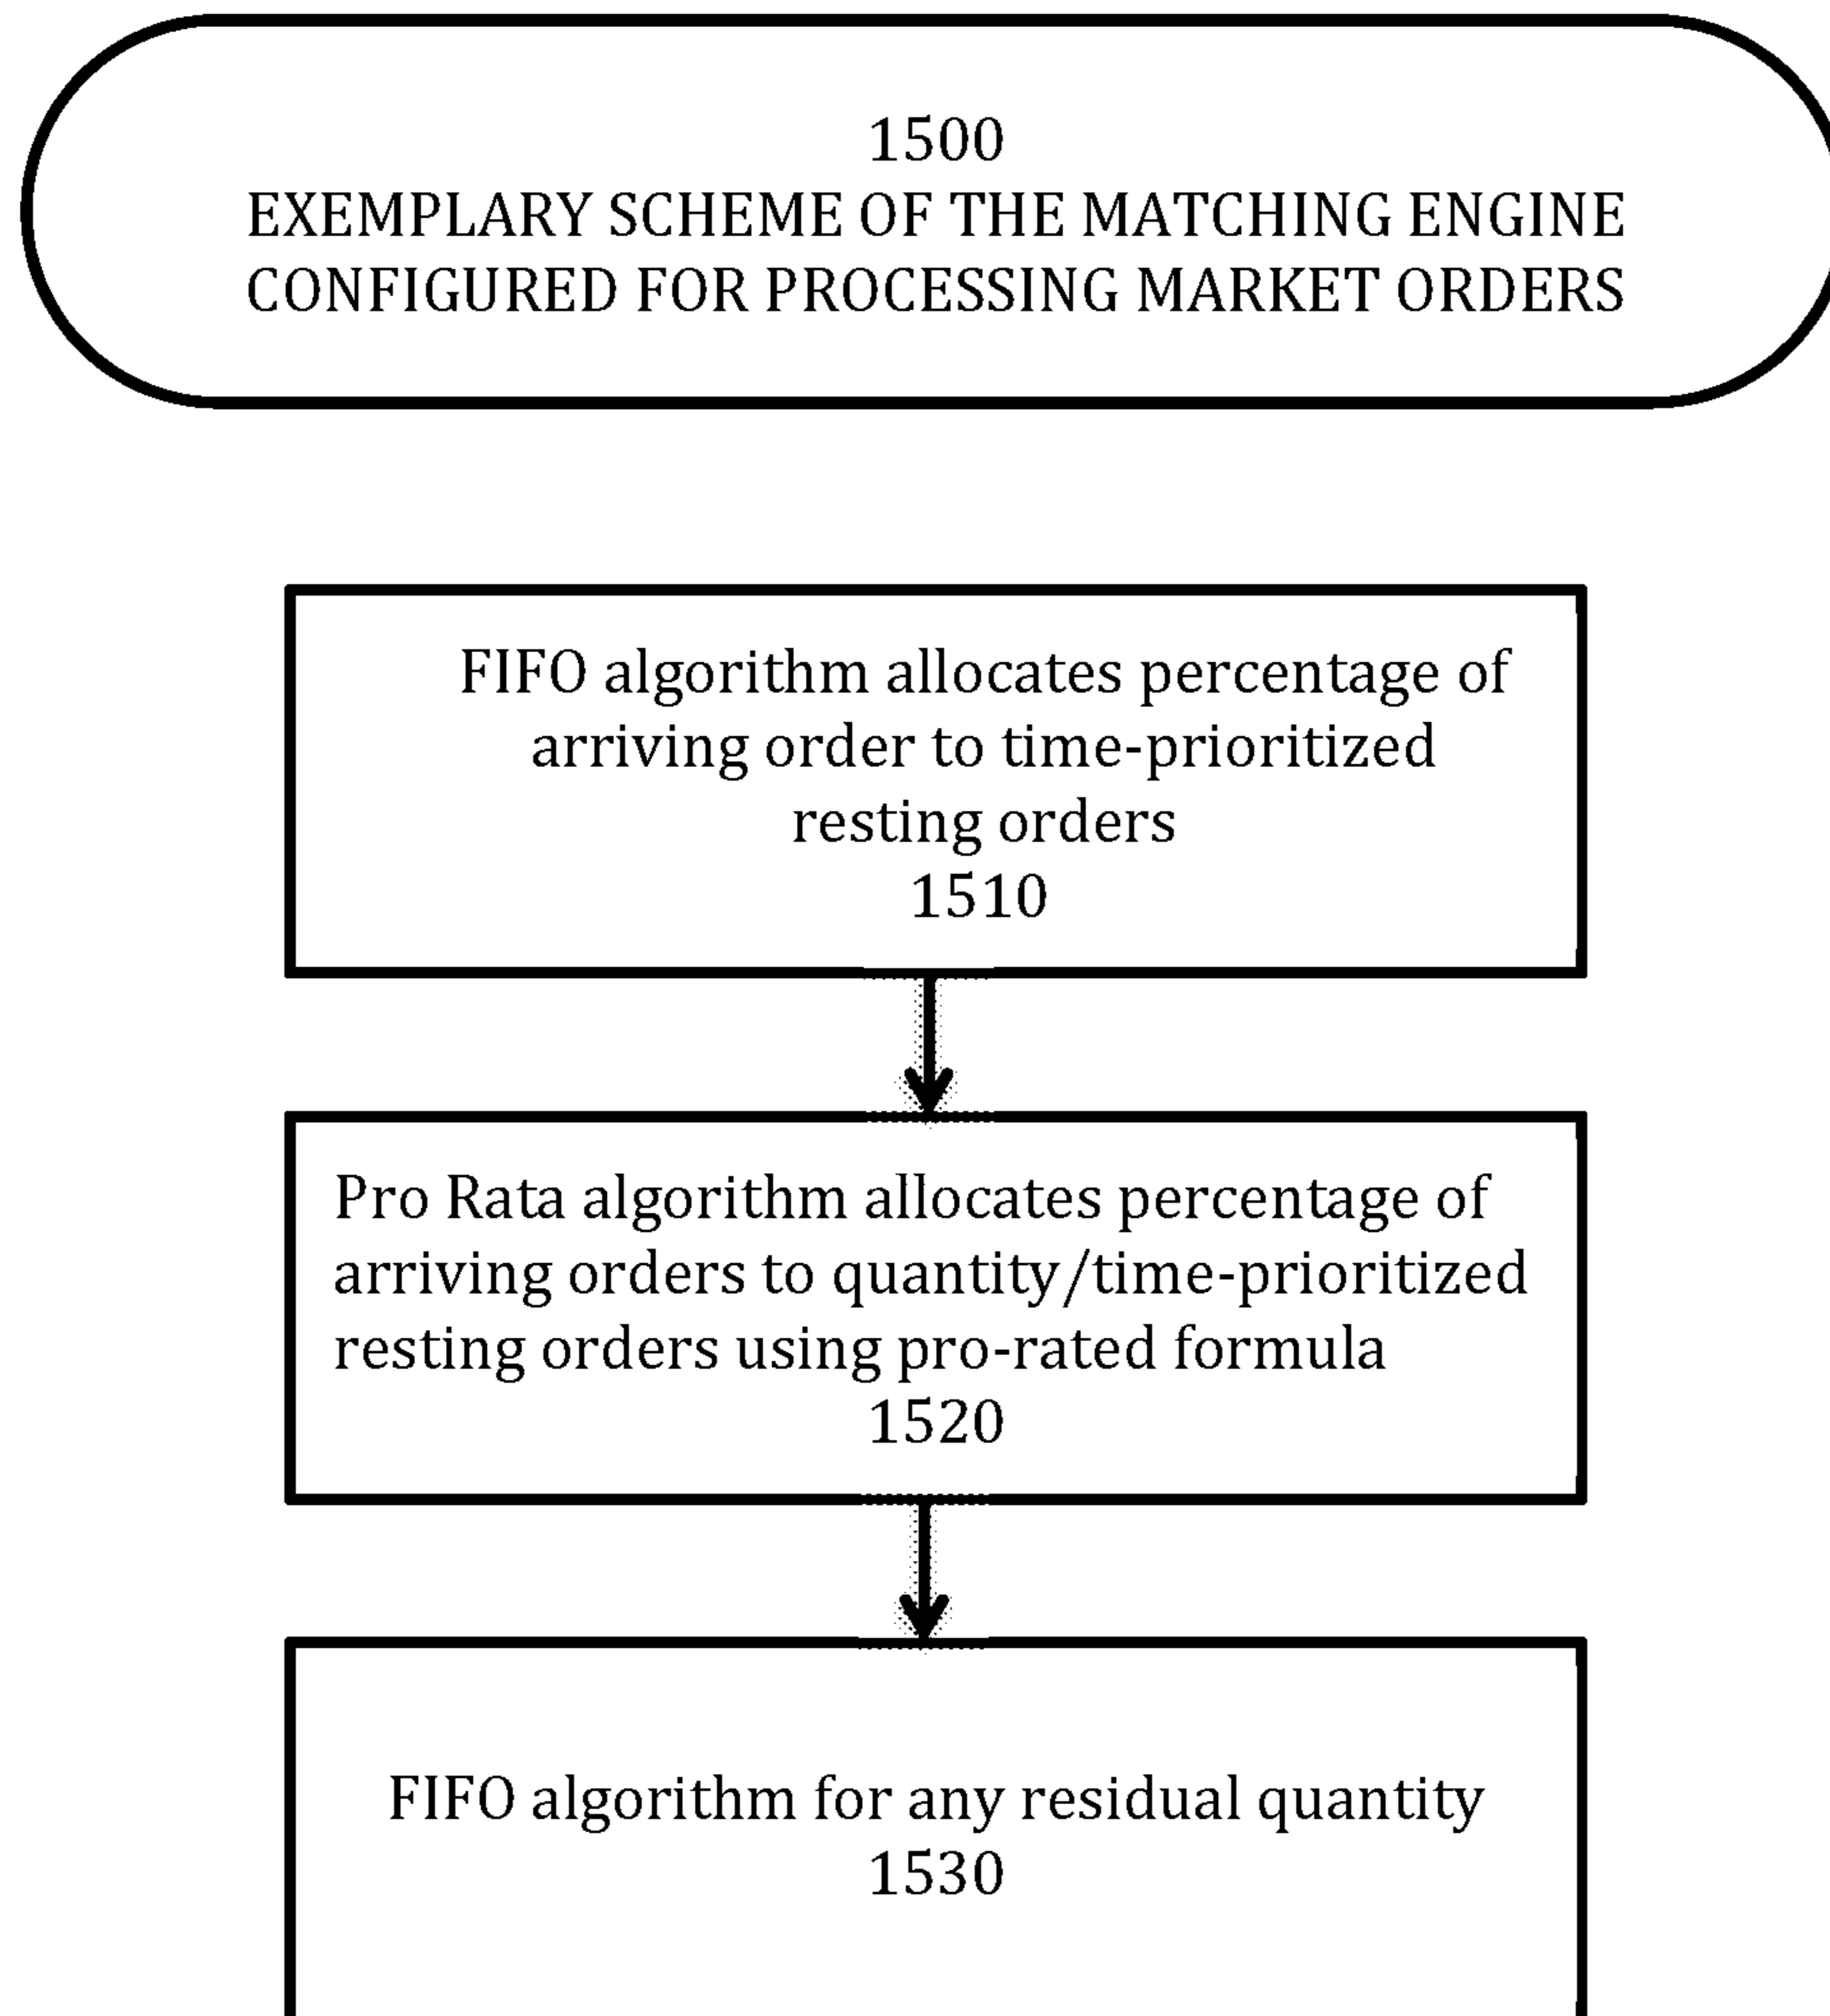 1500
EXEMPLARY SCHEME OF THE MATCHING ENGINE
CONFIGURED FOR PROCESSING MARKET ORDERS
FIFO algorithm allocates percentage of
arriving order to time-prioritized
resting orders
1510
Pro Rata algorithm allocates percentage of
arriving orders to quantity/time-prioritized
resting orders using pro-rated formula
1520
FIFO algorithm for any residual quantity
1530